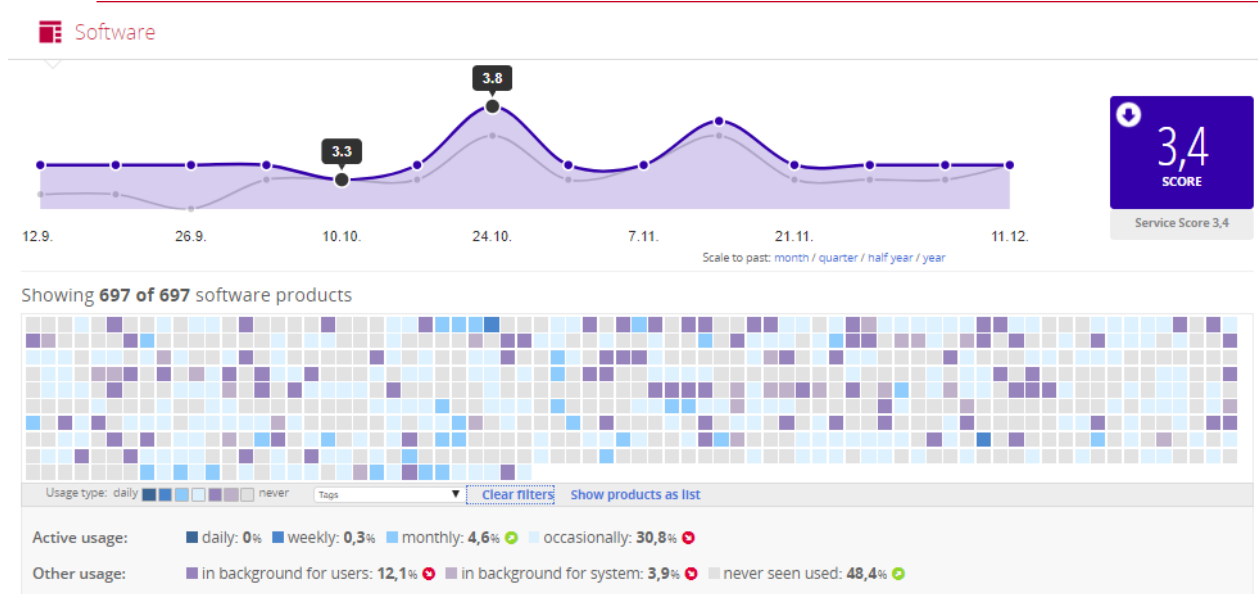 Software
3.8
3.3
3,4
SCORE
Service Score 3,4
12.9. 26.9. 10.10. 24.10. 7.11. 21.11. 11.12.
Scale to past: month / quarter / half year / year
Showing 697 of 697 software products
Usage type: daily never Tags Clear filters Show products as list
Active usage: daily: 0% weekly: 0,3% monthly: 4,6% occasionally: 30,8%
Other usage: in background for users: 12,1% in background for system: 3,9% never seen used: 48,4%